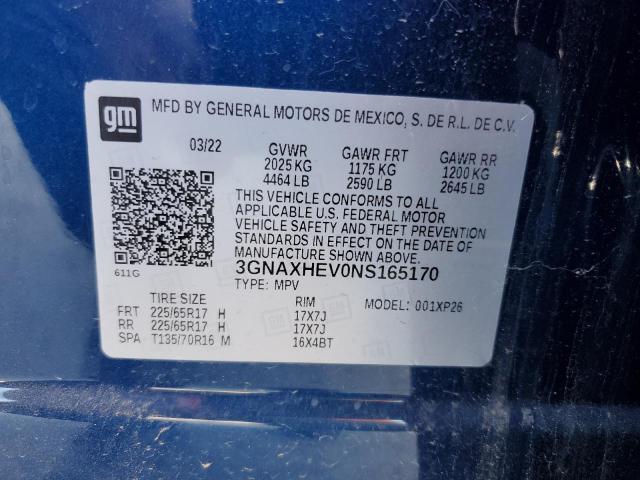 gm
MFD BY GENERAL MOTORS DE MEXICO, S. DE R.L. DE C.V.
03/22 GVWR GAWR FRT GAWR RR
2025 KG 1175 KG 1200 KG
4464 LB 2590 LB 2645 LB
THIS VEHICLE CONFORMS TO ALL
APPLICABLE U.S. FEDERAL MOTOR
VEHICLE SAFETY AND THEFT PREVENTION
STANDARDS IN EFFECT ON THE DATE OF
MANUFACTURE SHOWN ABOVE.
611G
3GNAXHEV0NS165170
TYPE: MPV
TIRE SIZE RIM MODEL: 001XP26
FRT 225/65R17 H 17X7J
RR 225/65R17 H 17X7J
SPA T135/70R16 M 16X4BT